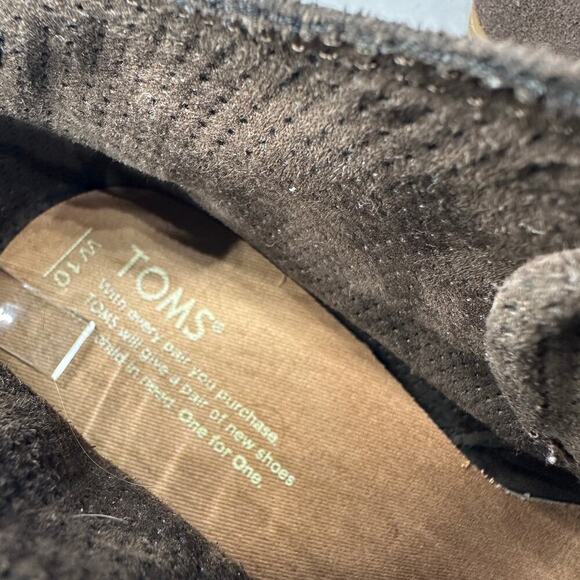 W 10
TOMS®
With every pair you purchase,
TOMS will give a pair of new shoes
child in need. One for One.